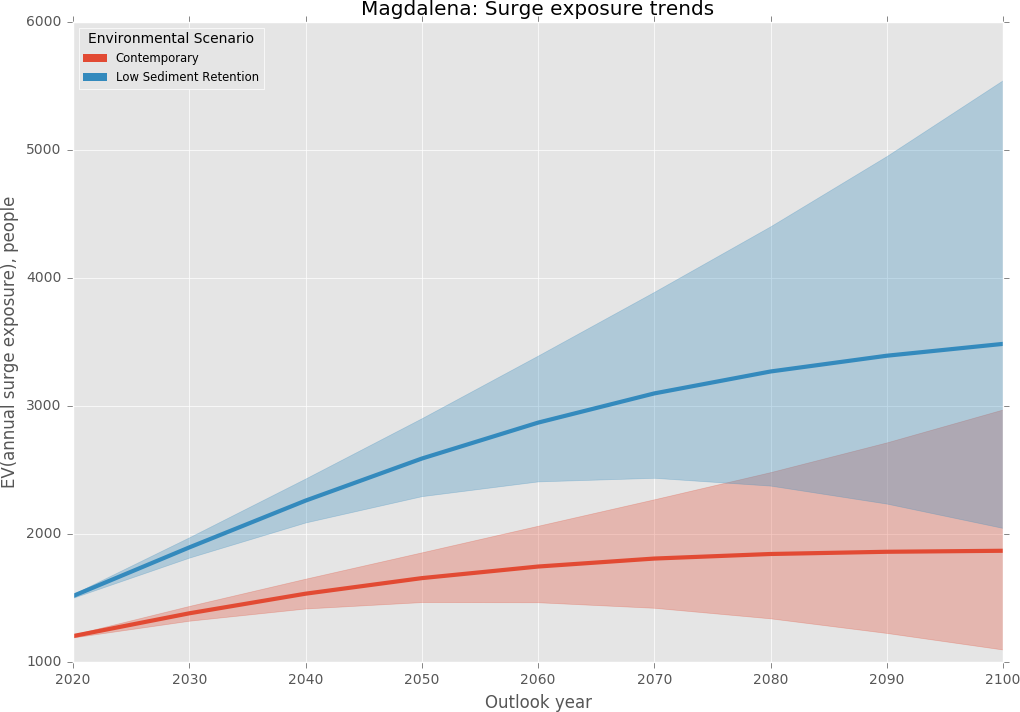 Magdalena: Surge exposure trends
Environmental Scenario
Contemporary
Low Sediment Retention
EV(annual surge exposure), people
6000
5000
4000
3000
2000
1000
2020 2030 2040 2050 2060 2070 2080 2090 2100
Outlook year